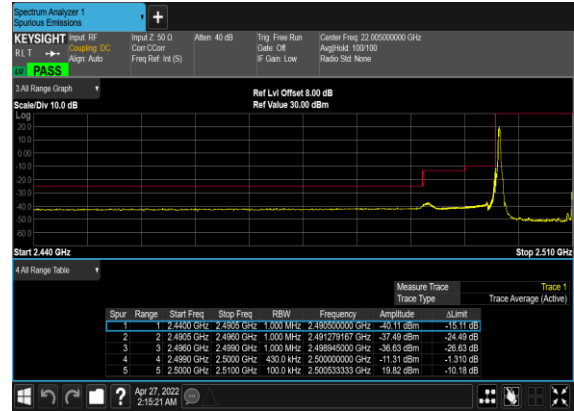 Spectrum Analyzer 1
Spurious Emissions
KEYSIGHT Input: RF Input Z: 50 Ω Atten: 40 dB Trig: Free Run Center Freq: 22.005000000 GHz
RLT Coupling: DC Corr CCorr Gate: Off Avg|Hold: 100/100
Align: Auto Freq Ref: Int (S) IF Gain: Low Radio Std: None
LW PASS
3 All Range Graph
Ref Lvl Offset 8.00 dB
Scale/Div 10.0 dB Ref Value 30.00 dBm
Log
20.0
10.0
0.00
-10.0
-20.0
-30.0
-40.0
-50.0
-60.0
Start 2.440 GHz Stop 2.510 GHz
4 All Range Table
Measure Trace Trace 1
Trace Type Trace Average (Active)
Spur Range Start Freq Stop Freq RBW Frequency Amplitude ΔLimit
1 1 2.4400 GHz 2.4905 GHz 1.000 MHz 2.490500000 GHz -40.11 dBm -15.11 dB
2 2 2.4905 GHz 2.4960 GHz 1.000 MHz 2.491279167 GHz -37.49 dBm -24.49 dB
3 3 2.4960 GHz 2.4990 GHz 1.000 MHz 2.498945000 GHz -36.63 dBm -26.63 dB
4 4 2.4990 GHz 2.5000 GHz 430.0 kHz 2.500000000 GHz -11.31 dBm -1.310 dB
5 5 2.5000 GHz 2.5100 GHz 100.0 kHz 2.500533333 GHz 19.82 dBm -10.18 dB
Apr 27, 2022
2:15:21 AM